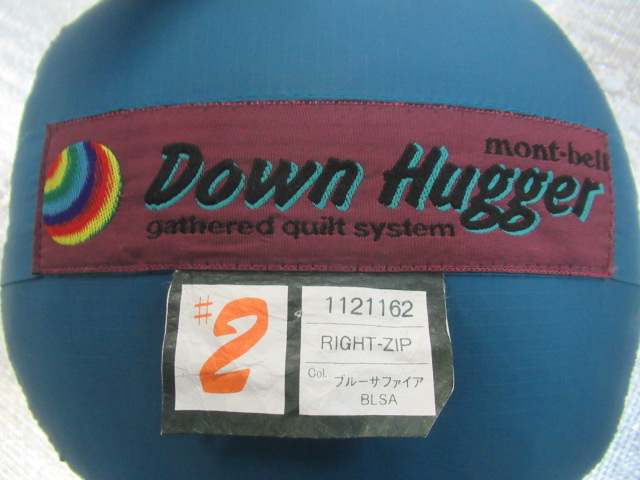 mont-bell
Down Hugger
gathered quilt system
#2
1121162
RIGHT-ZIP
Col. ブルーサファイア
BLSA